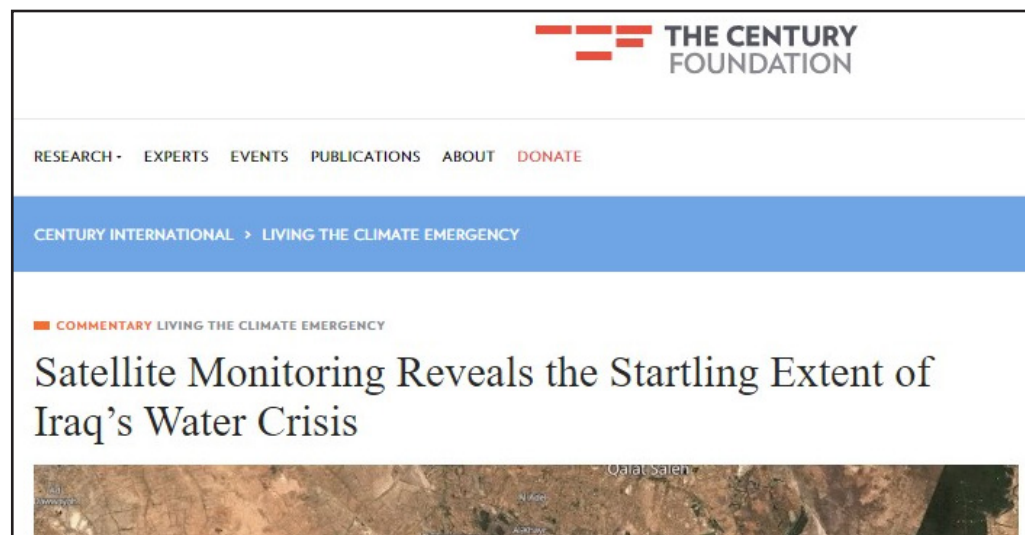 THE CENTURY
FOUNDATION
RESEARCH- EXPERTS EVENTS PUBLICATIONS ABOUT DONATE
CENTURY INTERNATIONAL > LIVING THE CLIMATE EMERGENCY
COMMENTARY LIVING THE CLIMATE EMERGENCY
Satellite Monitoring Reveals the Startling Extent of
Iraq’s Water Crisis
Qalat Saleh